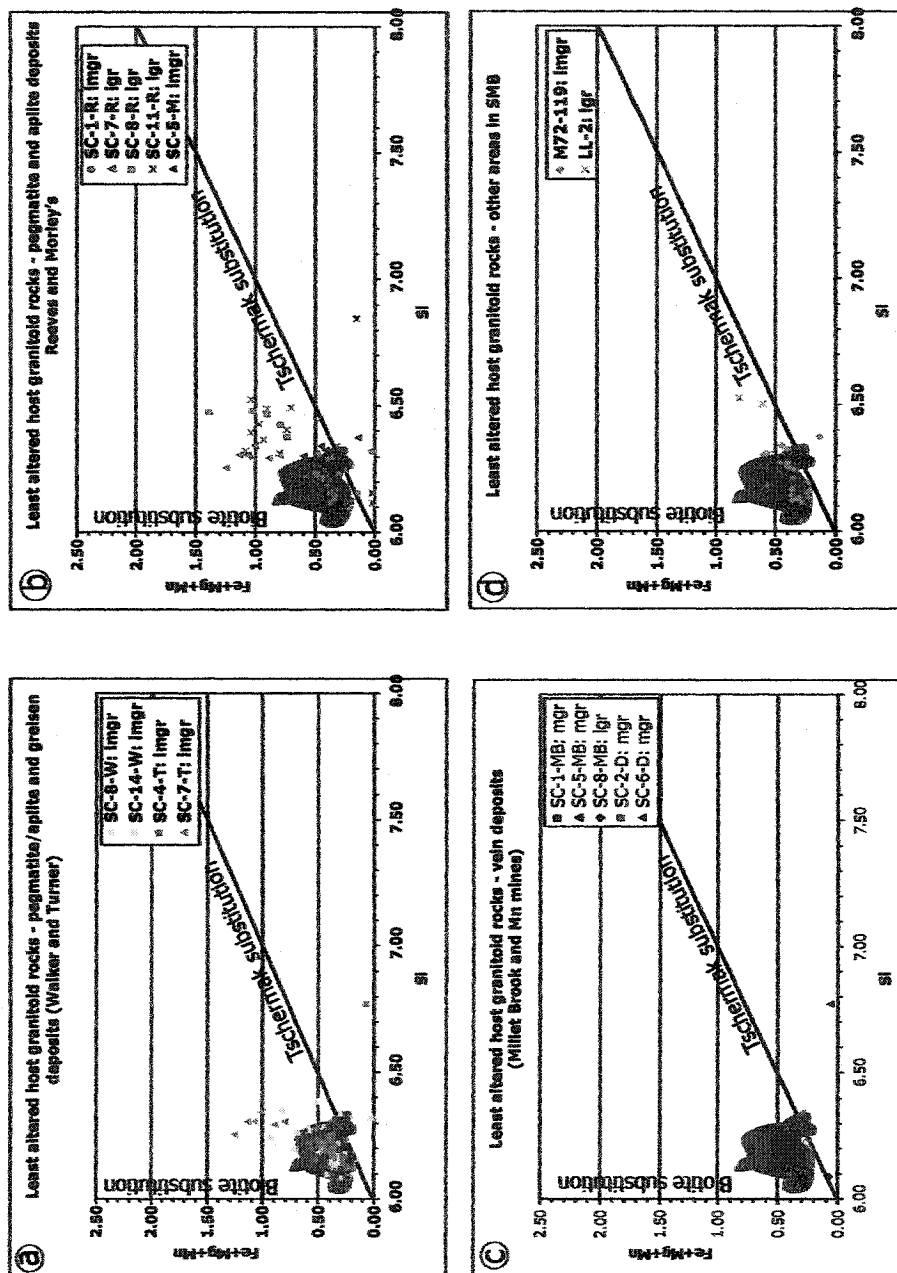 a
Least altered host granitoid rocks - pegmatite/aplite and greisen
deposits (Walker and Turner)
2.50
2.00
1.50
1.00
0.50
0.00
Fe+Mg+Mn
Biotite substitution
Tschermak substitution
SC-8-W: lmgr
SC-14-W: lmgr
SC-4-T: lmgr
SC-7-T: lmgr
6.00
6.50
7.00
7.50
8.00
Si
b
Least altered host granitoid rocks - pegmatite and aplite deposits
Reeves and Morley's
2.50
2.00
1.50
1.00
0.50
0.00
Fe+Mg+Mn
Biotite substitution
Tschermak substitution
SC-1-R: lmgr
SC-7-R: lgr
SC-8-R: lgr
SC-11-R: lgr
SC-5-M: lmgr
6.00
6.50
7.00
7.50
8.00
Si
c
Least altered host granitoid rocks - vein deposits
(Millet Brook and Mn mines)
2.50
2.00
1.50
1.00
0.50
0.00
Fe+Mg+Mn
Biotite substitution
Tschermak substitution
SC-1-MB: mgr
SC-5-MB: mgr
SC-8-MB: lgr
SC-2-D: mgr
SC-6-D: mgr
6.00
6.50
7.00
7.50
8.00
Si
d
Least altered host granitoid rocks - other areas in SMB
2.50
2.00
1.50
1.00
0.50
0.00
Fe+Mg+Mn
Biotite substitution
Tschermak substitution
M72-119: lmgr
LL-2: lgr
6.00
6.50
7.00
7.50
8.00
Si